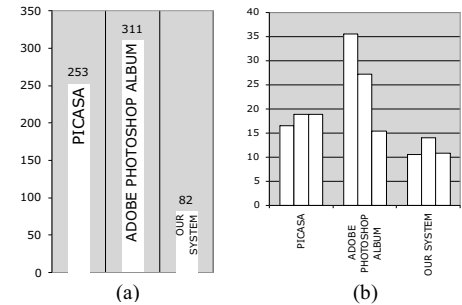 350
300
250
200
150
100
50
0
253
311
82
PICASA
ADOBE PHOTOSHOP ALBUM
OUR
SYSTEM
(a)
40
35
30
25
20
15
10
5
0
PICASA
ADOBE
PHOTOSHOP
ALBUM
OUR SYSTEM
(b)